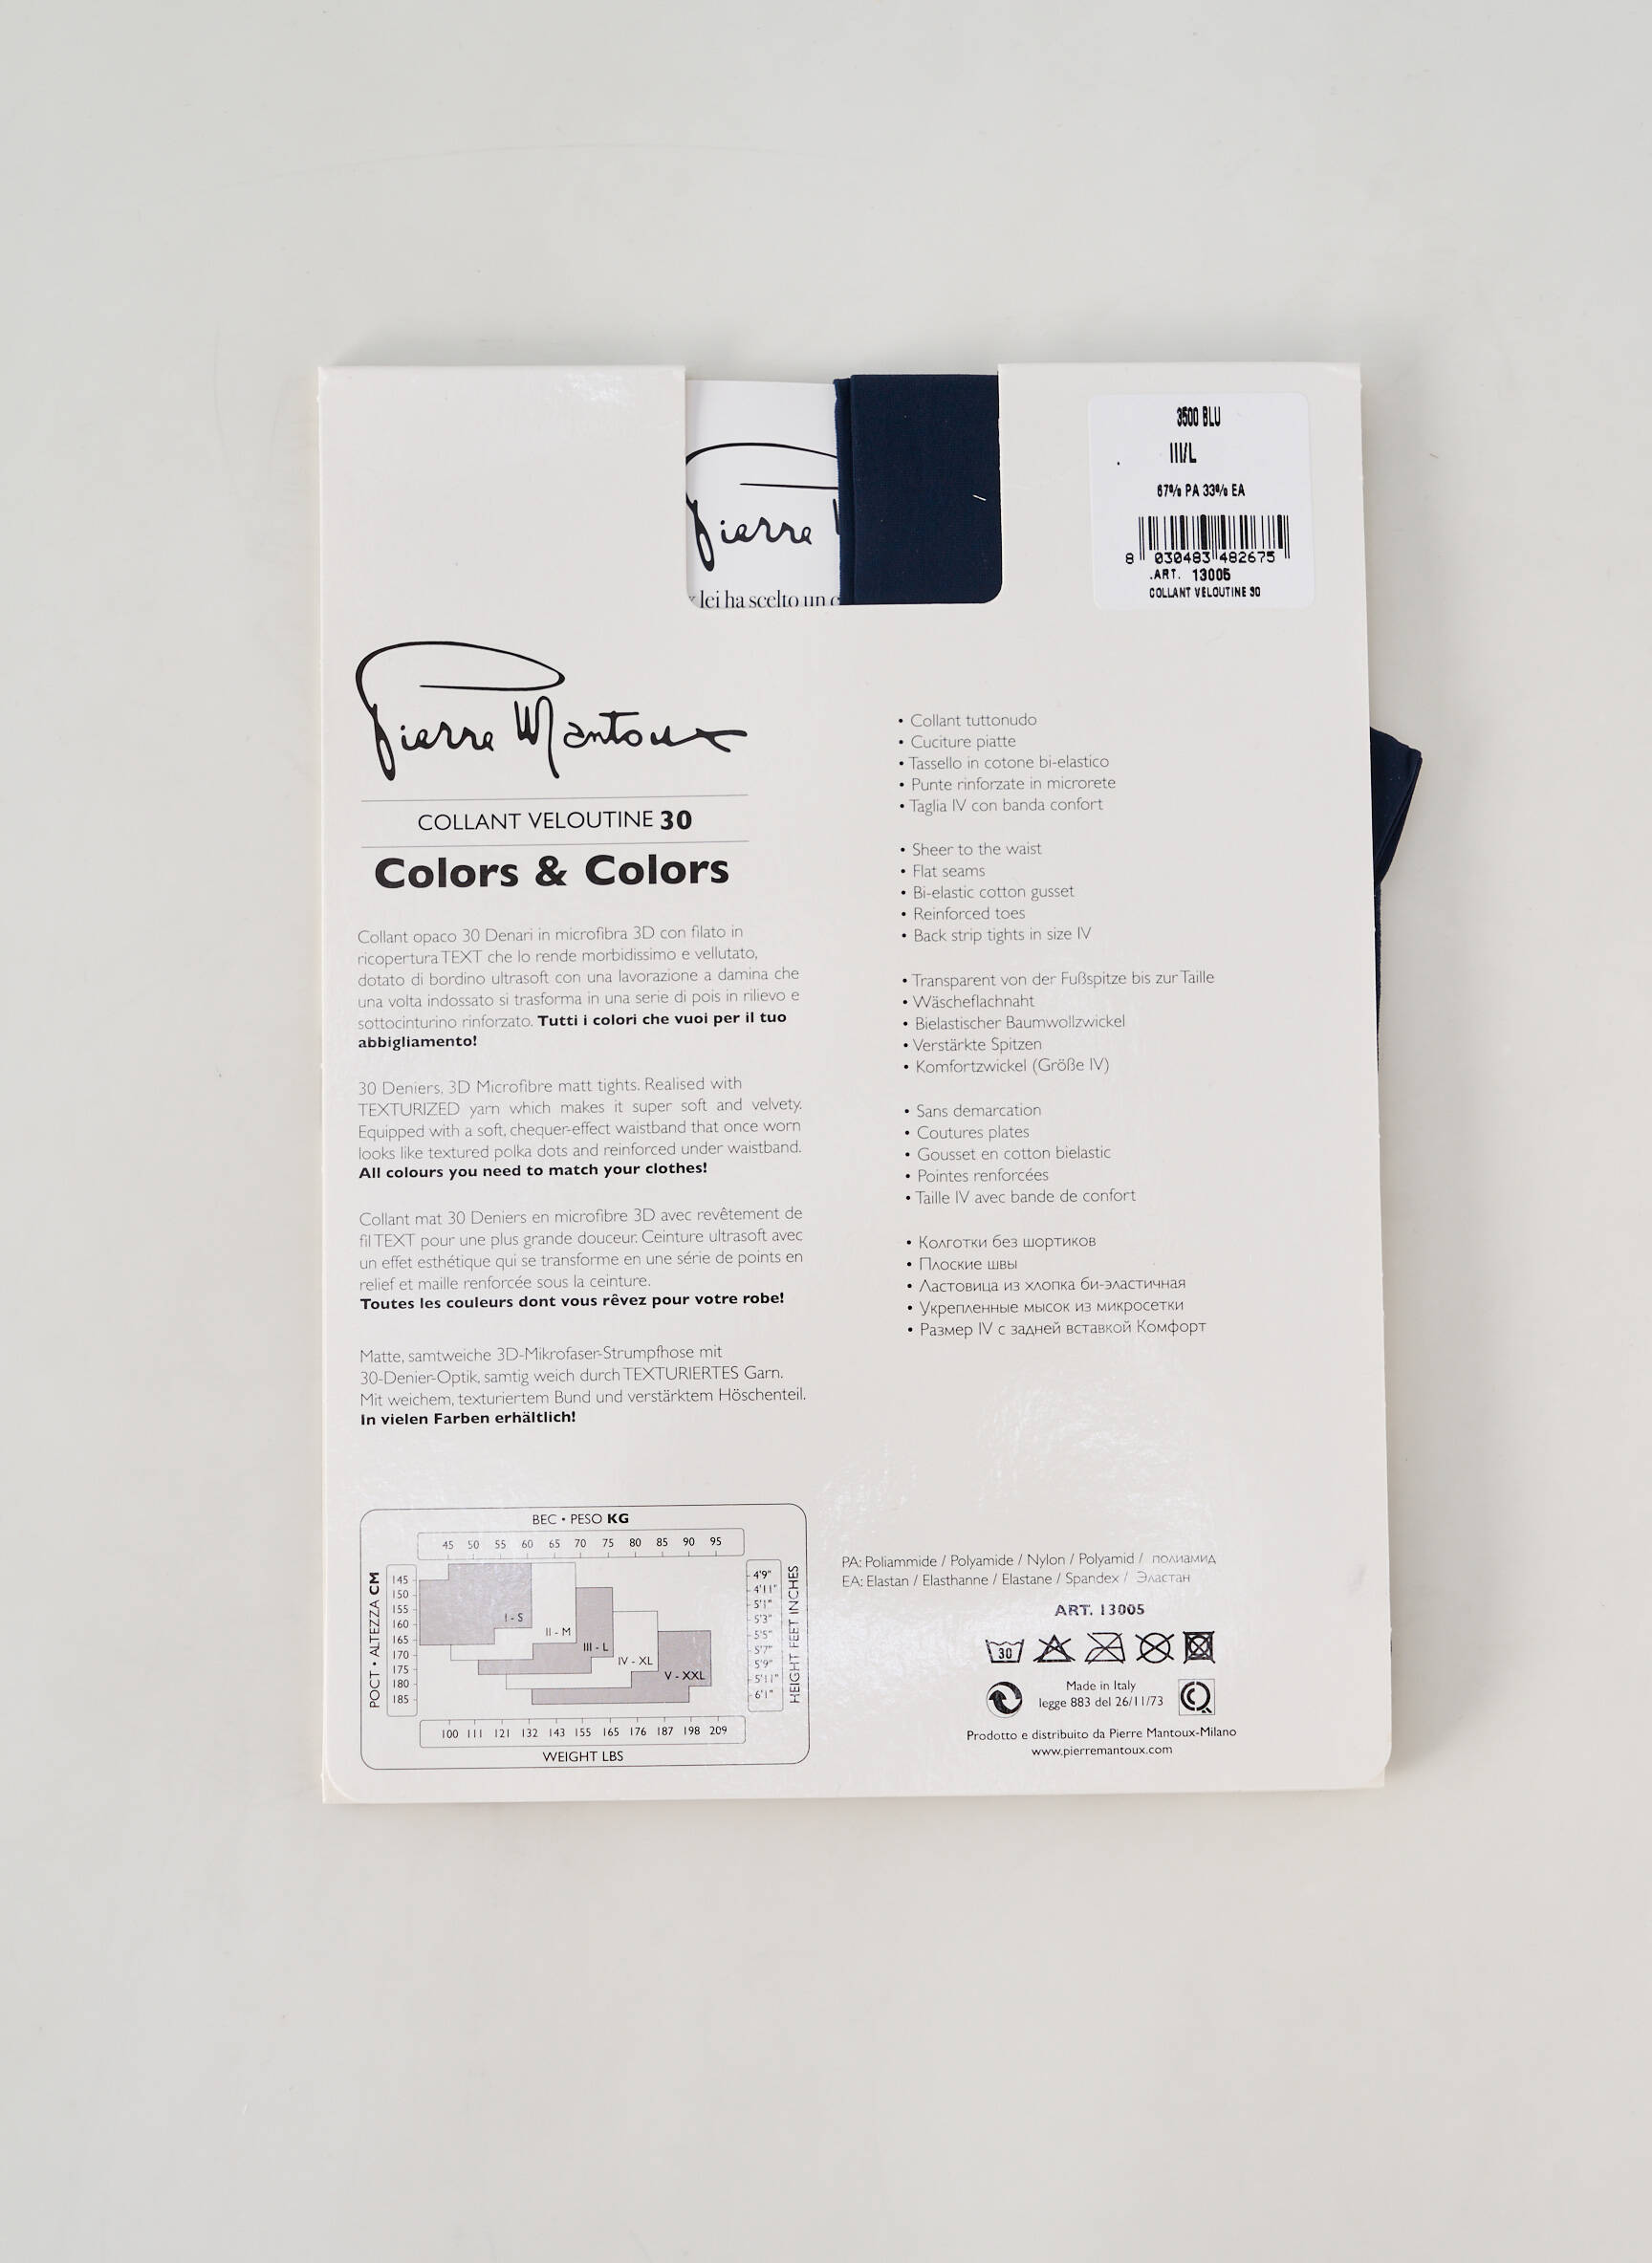 3500 BLU
III/L
67% PA 33% EA
8 030483 482675
.ART. 13005
COLLANT VELOUTINE 30
Pierre
lei ha scelto un
Pierre Mantoux
COLLANT VELOUTINE 30
Colors & Colors
Collant opaco 30 Denari in microfibra 3D con filato in
ricopertura TEXT che lo rende morbidissimo e vellutato,
dotato di bordino ultrasoft con una lavorazione a damina che
una volta indossato si trasforma in una serie di pois in rilievo e
sottocinturino rinforzato. Tutti i colori che vuoi per il tuo
abbigliamento!
30 Deniers, 3D Microfibre matt tights. Realised with
TEXTURIZED yarn which makes it super soft and velvety.
Equipped with a soft, chequer-effect waistband that once worn
looks like textured polka dots and reinforced under waistband.
All colours you need to match your clothes!
Collant mat 30 Deniers en microfibre 3D avec revêtement de
fil TEXT pour une plus grande douceur. Ceinture ultrasoft avec
un effet esthétique qui se transforme en une série de points en
relief et maille renforcée sous la ceinture.
Toutes les couleurs dont vous rêvez pour votre robe!
Matte, samtweiche 3D-Mikrofaser-Strumpfhose mit
30-Denier-Optik, samtig weich durch TEXTURIERTES Garn.
Mit weichem, texturiertem Bund und verstärktem Höschenteil.
In vielen Farben erhältlich!
• Collant tuttonudo
• Cuciture piatte
• Tassello in cotone bi-elastico
• Punte rinforzate in microrete
• Taglia IV con banda confort
• Sheer to the waist
• Flat seams
• Bi-elastic cotton gusset
• Reinforced toes
• Back strip tights in size IV
• Transparent von der Fußspitze bis zur Taille
• Wäscheflachnaht
• Bielastischer Baumwollzwickel
• Verstärkte Spitzen
• Komfortzwickel (Größe IV)
• Sans demarcation
• Coutures plates
• Gousset en cotton bielastic
• Pointes renforcées
• Taille IV avec bande de confort
• Колготки без шортиков
• Плоские швы
• Ластовица из хлопка би-эластичная
• Укрепленные мысок из микросетки
• Размер IV с задней вставкой Комфорт
ВЕС • PESO KG
45 50 55 60 65 70 75 80 85 90 95
РОСТ • ALTEZZA CM
145
150
155
160
165
170
175
180
185
I - S
II - M
III - L
IV - XL
V - XXL
4'9"
4'11"
5'1"
5'3"
5'5"
5'7"
5'9"
5'11"
6'1"
HEIGHT FEET INCHES
100 111 121 132 143 155 165 176 187 198 209
WEIGHT LBS
PA: Poliammide / Polyamide / Nylon / Polyamid / полиамид
EA: Elastan / Elasthanne / Elastane / Spandex / Эластан
ART. 13005
30
Made in Italy
legge 883 del 26/11/73
Prodotto e distribuito da Pierre Mantoux-Milano
www.pierremantoux.com